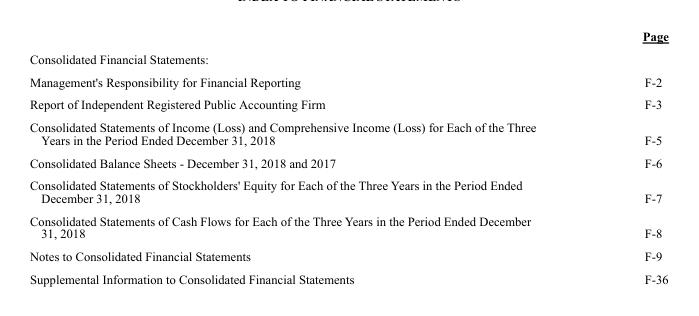 Page
Consolidated Financial Statements:
Management's Responsibility for Financial Reporting F-2
Report of Independent Registered Public Accounting Firm F-3
Consolidated Statements of Income (Loss) and Comprehensive Income (Loss) for Each of the Three
Years in the Period Ended December 31, 2018 F-5
Consolidated Balance Sheets - December 31, 2018 and 2017 F-6
Consolidated Statements of Stockholders' Equity for Each of the Three Years in the Period Ended
December 31, 2018 F-7
Consolidated Statements of Cash Flows for Each of the Three Years in the Period Ended December
31, 2018 F-8
Notes to Consolidated Financial Statements F-9
Supplemental Information to Consolidated Financial Statements F-36